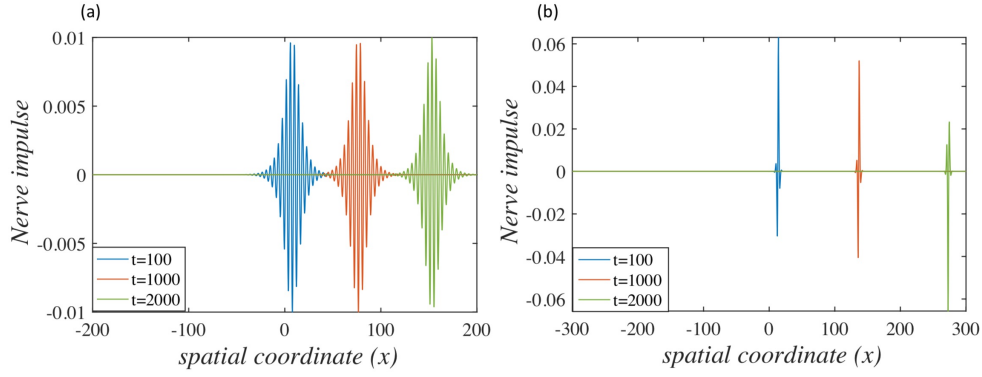 (a)
0.01
0.005
0
-0.005
-0.01
Nerve impulse
t=100
t=1000
t=2000
-200 -100 0 100 200
spatial coordinate (x)
(b)
0.06
0.04
0.02
0
-0.02
-0.04
-0.06
Nerve impulse
t=100
t=1000
t=2000
-300 -200 -100 0 100 200 300
spatial coordinate (x)